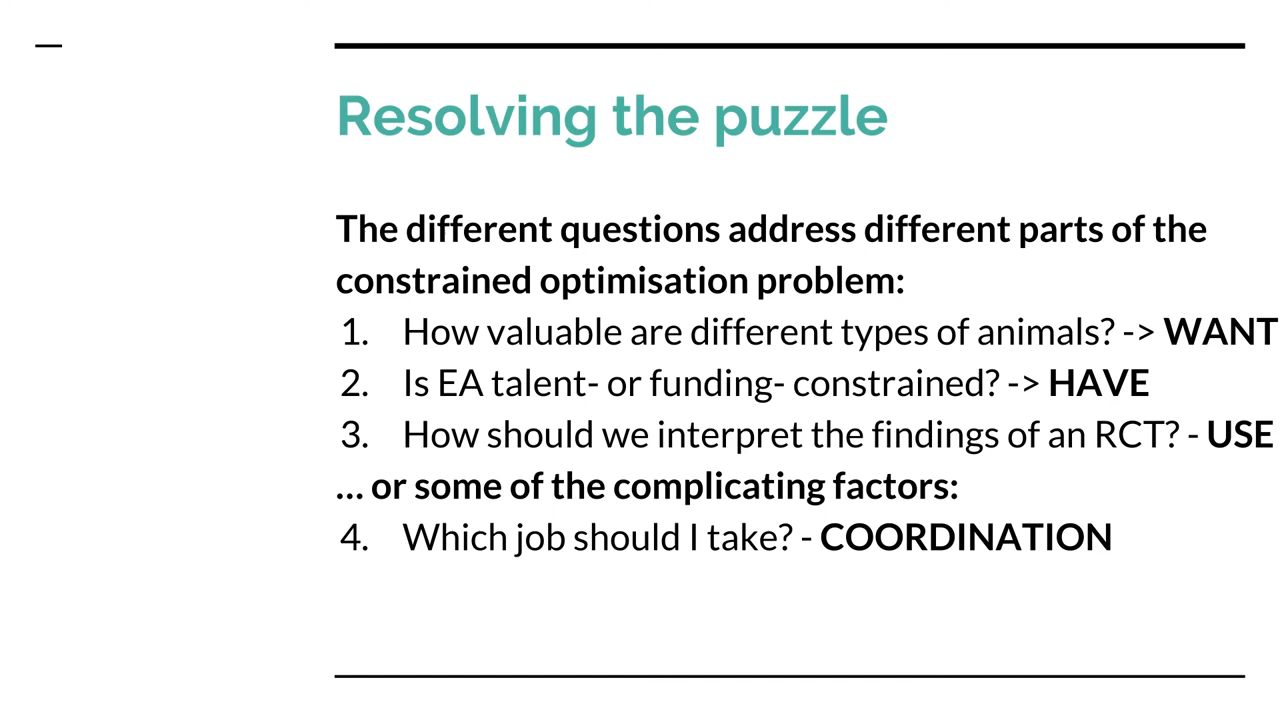 Resolving the puzzle
The different questions address different parts of the
constrained optimisation problem:
1. How valuable are different types of animals? -> WANT
2. Is EA talent- or funding- constrained? -> HAVE
3. How should we interpret the findings of an RCT? - USE
... or some of the complicating factors:
4. Which job should I take? - COORDINATION